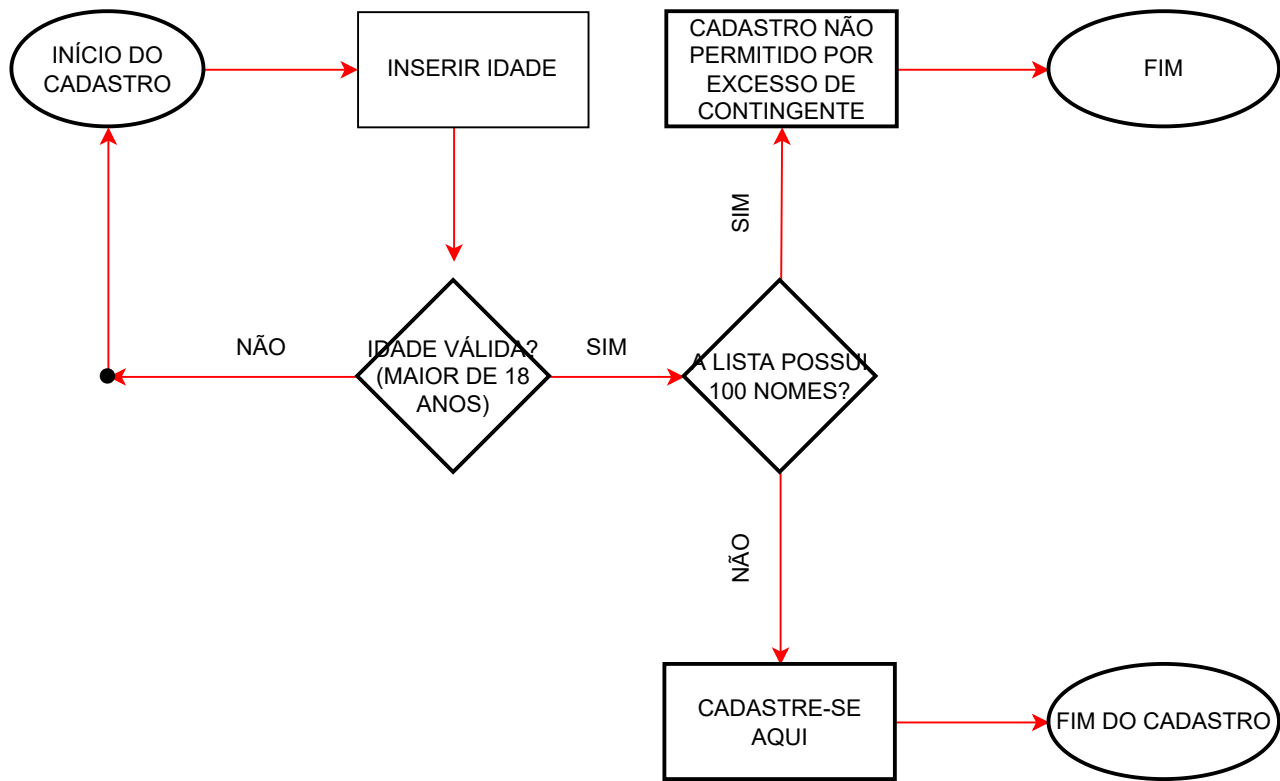 INÍCIO DO
CADASTRO
INSERIR IDADE
CADASTRO NÃO
PERMITIDO POR
EXCESSO DE
CONTINGENTE
FIM
SIM
NÃO
IDADE VÁLIDA?
(MAIOR DE 18
ANOS)
SIM
A LISTA POSSUI
100 NOMES?
NÃO
CADASTRE-SE
AQUI
FIM DO CADASTRO